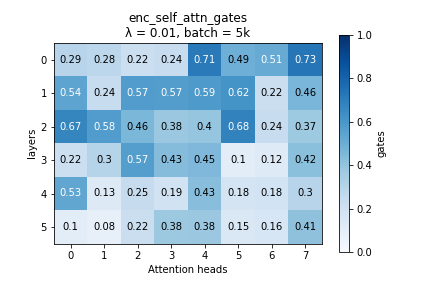 enc_self_attn_gates
λ = 0.01, batch = 5k
0 0.29 0.28 0.22 0.24 0.71 0.49 0.51 0.73
1 0.54 0.24 0.57 0.57 0.59 0.62 0.22 0.46
2 0.67 0.58 0.46 0.38 0.4 0.68 0.24 0.37
3 0.22 0.3 0.57 0.43 0.45 0.1 0.12 0.42
4 0.53 0.13 0.25 0.19 0.43 0.18 0.18 0.3
5 0.1 0.08 0.22 0.38 0.38 0.15 0.16 0.41
0 1 2 3 4 5 6 7
Attention heads
layers
1.0
0.8
0.6
0.4
0.2
0.0
gates